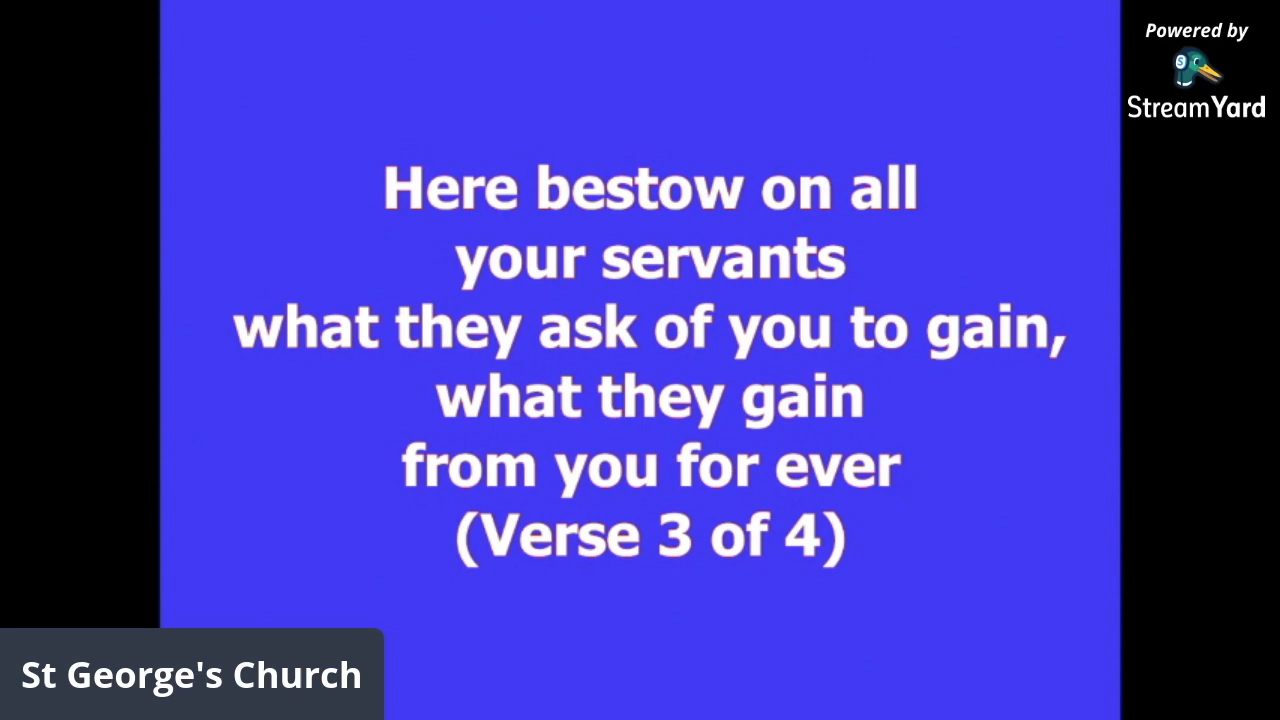 Powered by
StreamYard
Here bestow on all
your servants
what they ask of you to gain,
what they gain
from you for ever
(Verse 3 of 4)
St George's Church